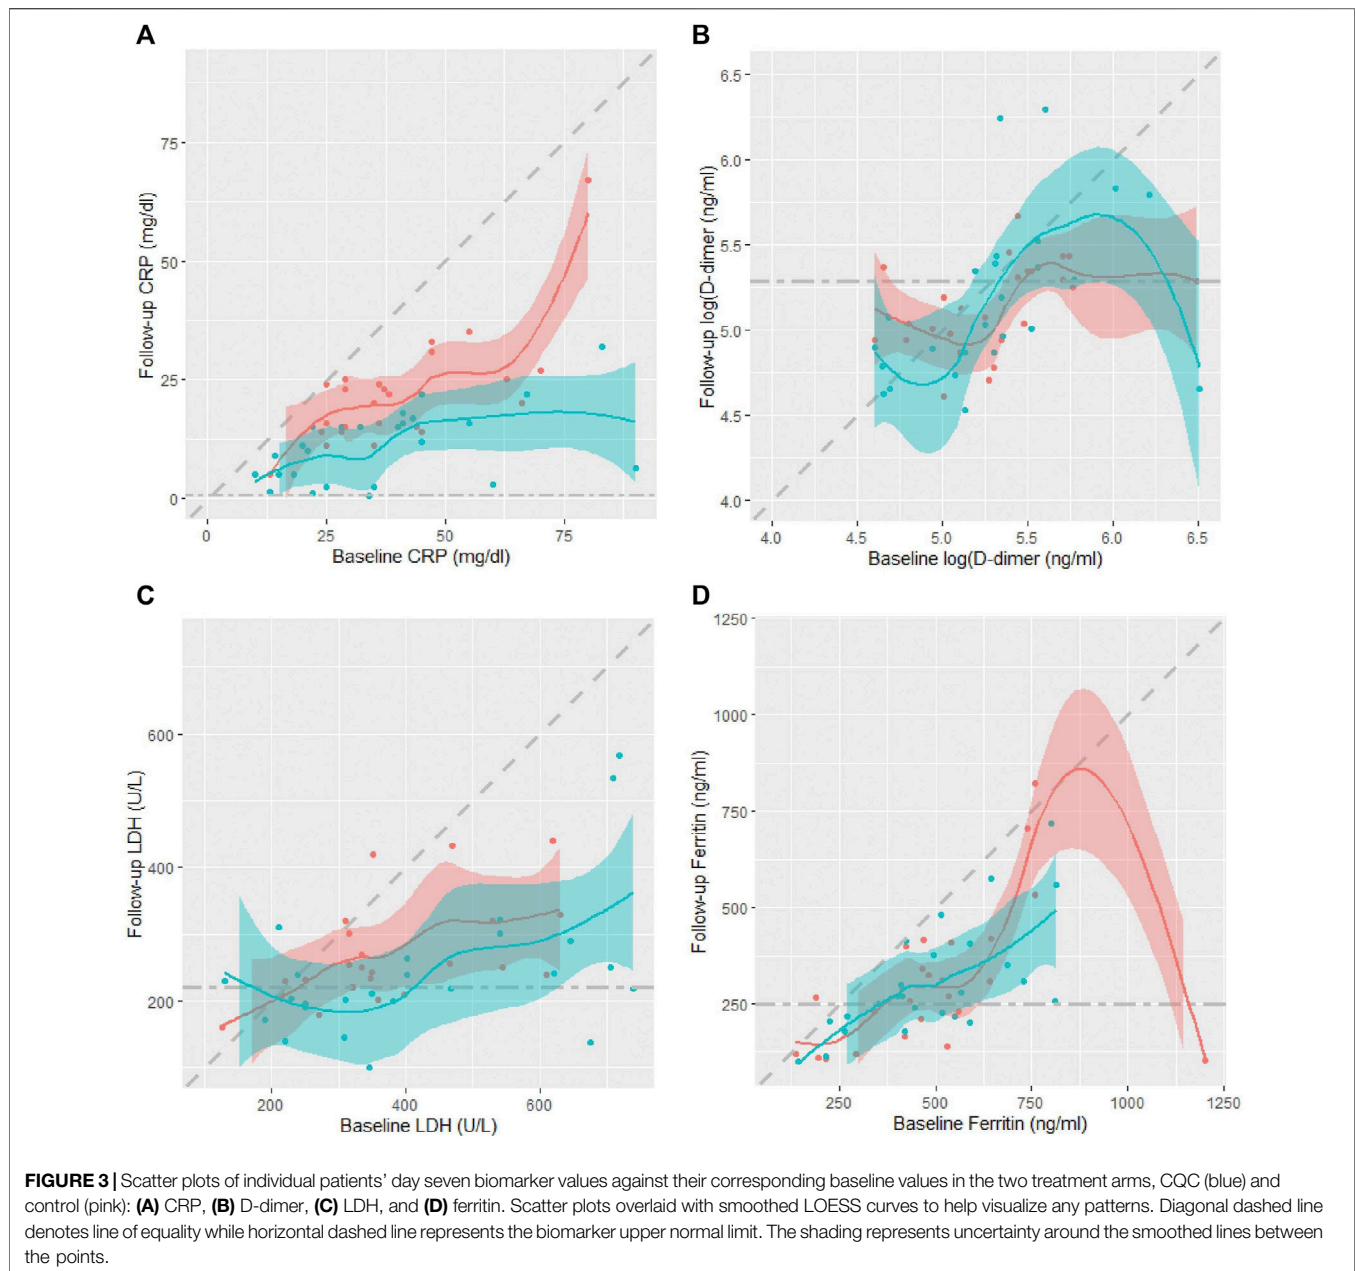 A
75
50
25
0
Follow-up CRP (mg/dl)
0 25 50 75
Baseline CRP (mg/dl)
B
6.5
6.0
5.5
5.0
4.5
4.0
Follow-up log(D-dimer (ng/ml)
4.0 4.5 5.0 5.5 6.0 6.5
Baseline log(D-dimer (ng/ml)
C
600
400
200
Follow-up LDH (U/L)
200 400 600
Baseline LDH (U/L)
D
1250
1000
750
500
250
Follow-up Ferritin (ng/ml)
250 500 750 1000 1250
Baseline Ferritin (ng/ml)
FIGURE 3 | Scatter plots of individual patients' day seven biomarker values against their corresponding baseline values in the two treatment arms, CQC (blue) and
control (pink): (A) CRP, (B) D-dimer, (C) LDH, and (D) ferritin. Scatter plots overlaid with smoothed LOESS curves to help visualize any patterns. Diagonal dashed line
denotes line of equality while horizontal dashed line represents the biomarker upper normal limit. The shading represents uncertainty around the smoothed lines between
the points.